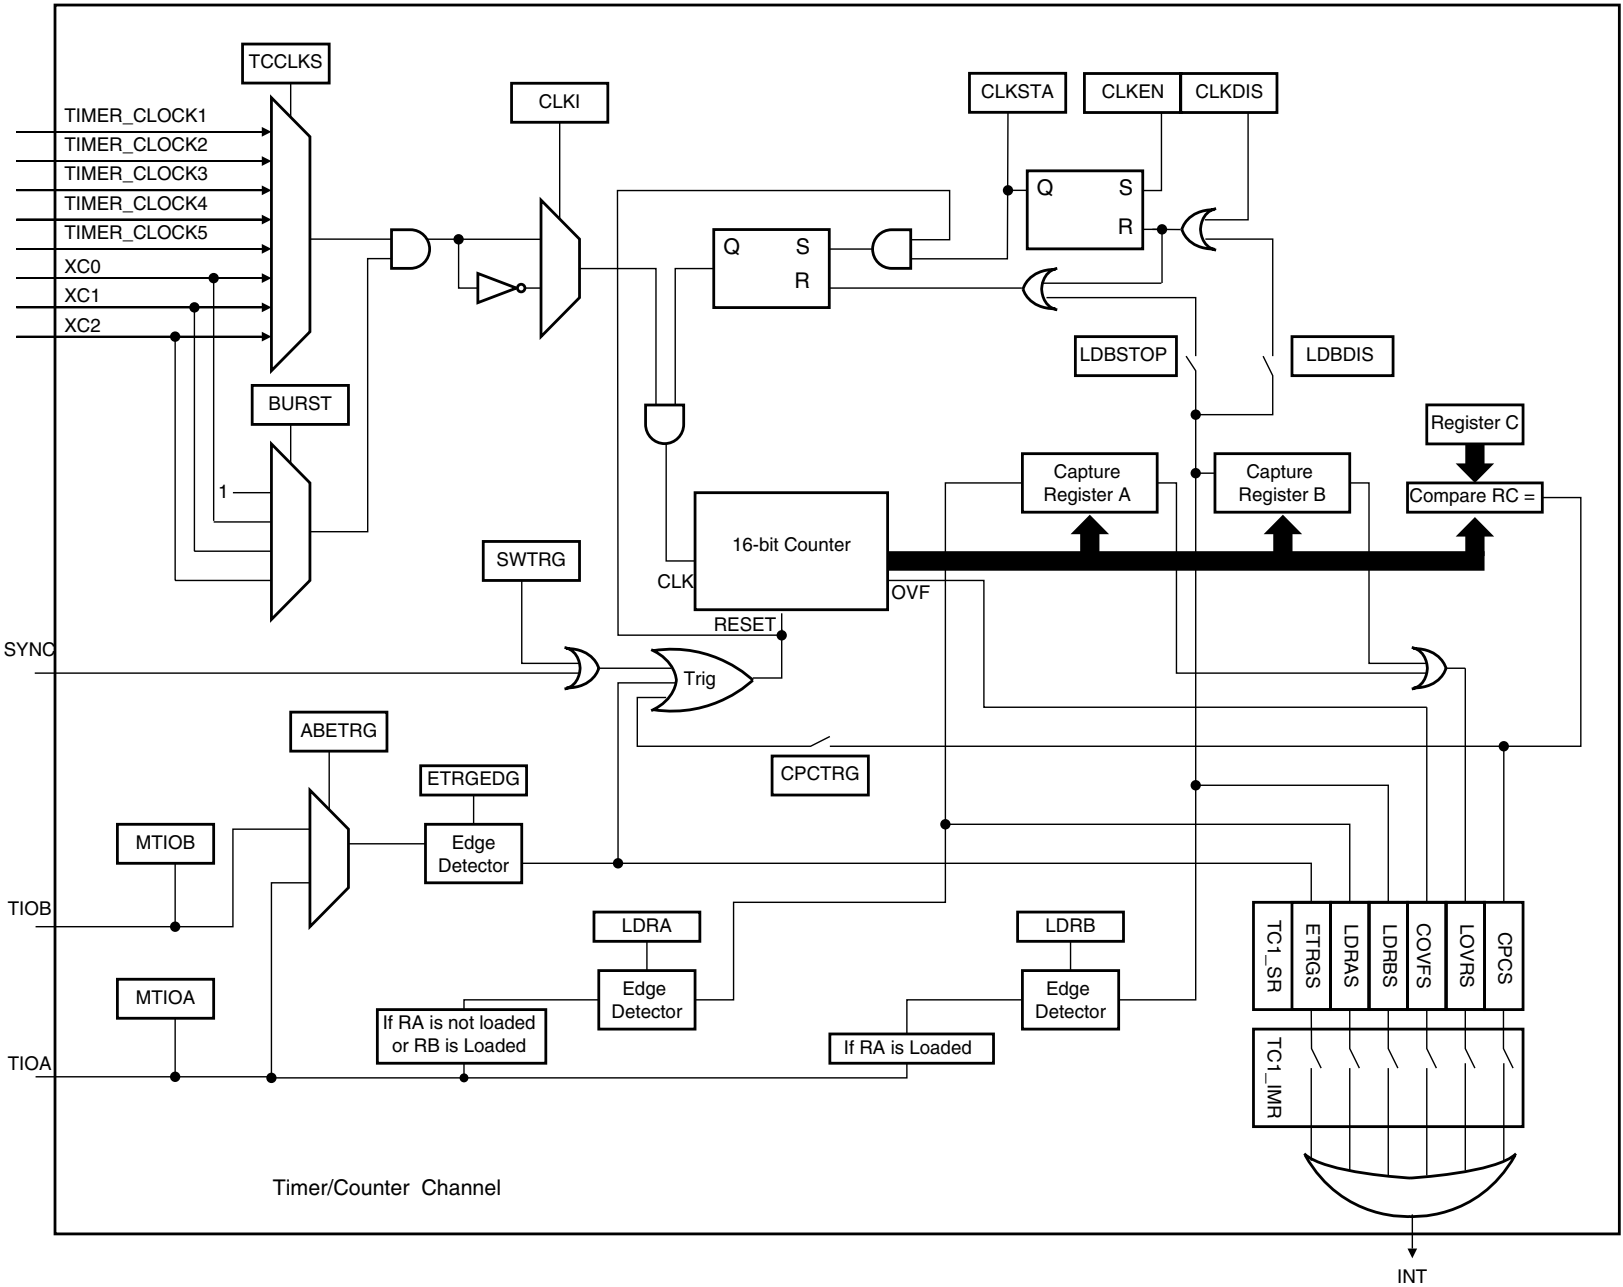 TCCLKS
TIMER_CLOCK1
TIMER_CLOCK2
TIMER_CLOCK3
TIMER_CLOCK4
TIMER_CLOCK5
XC0
XC1
XC2
CLKI
CLKSTA
CLKEN
CLKDIS
Q
S
R
Q
S
R
LDBSTOP
LDBDIS
BURST
1
Register C
Capture
Register A
Capture
Register B
Compare RC =
16-bit Counter
SWTRG
CLK
OVF
RESET
SYNC
Trig
ABETRG
CPCTRG
ETRGEDG
MTIOB
Edge
Detector
TIOB
LDRA
LDRB
MTIOA
Edge
Detector
Edge
Detector
If RA is not loaded
or RB is Loaded
If RA is Loaded
TIOA
TC1_SR
ETRGS
LDRAS
LDRBS
COVFS
LOVRS
CPCS
TC1_IMR
Timer/Counter Channel
INT